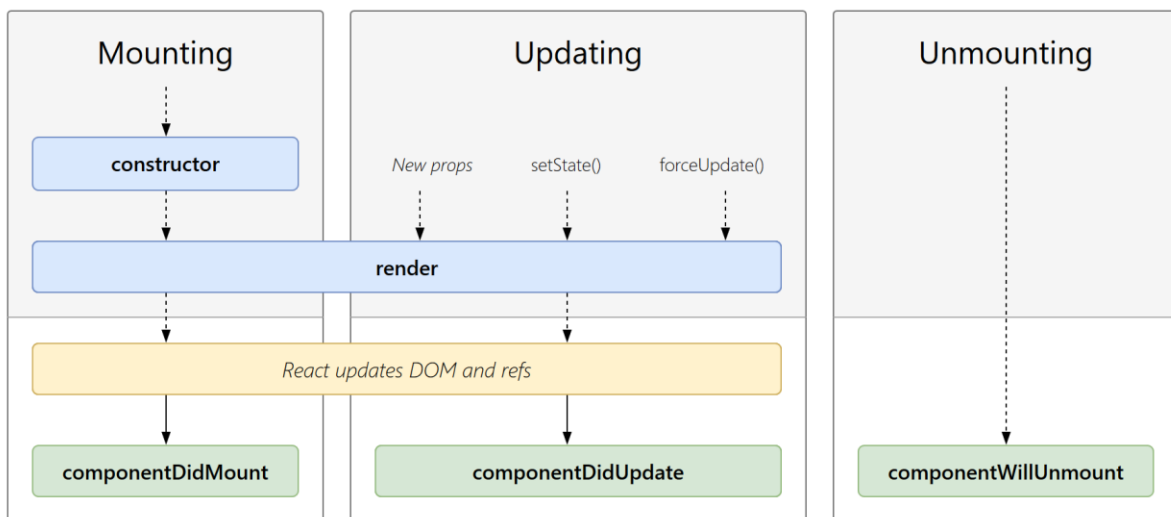 Mounting
Updating
Unmounting
constructor
New props
setState()
forceUpdate()
render
React updates DOM and refs
componentDidMount
componentDidUpdate
componentWillUnmount